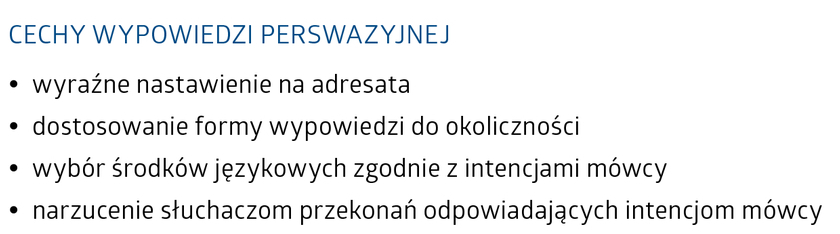 CECHY WYPOWIEDZI PERSWAZYJNEJ
• wyraźne nastawienie na adresata
• dostosowanie formy wypowiedzi do okoliczności
• wybór środków językowych zgodnie z intencjami mówcy
• narzucenie słuchaczom przekonań odpowiadających intencjom mówcy